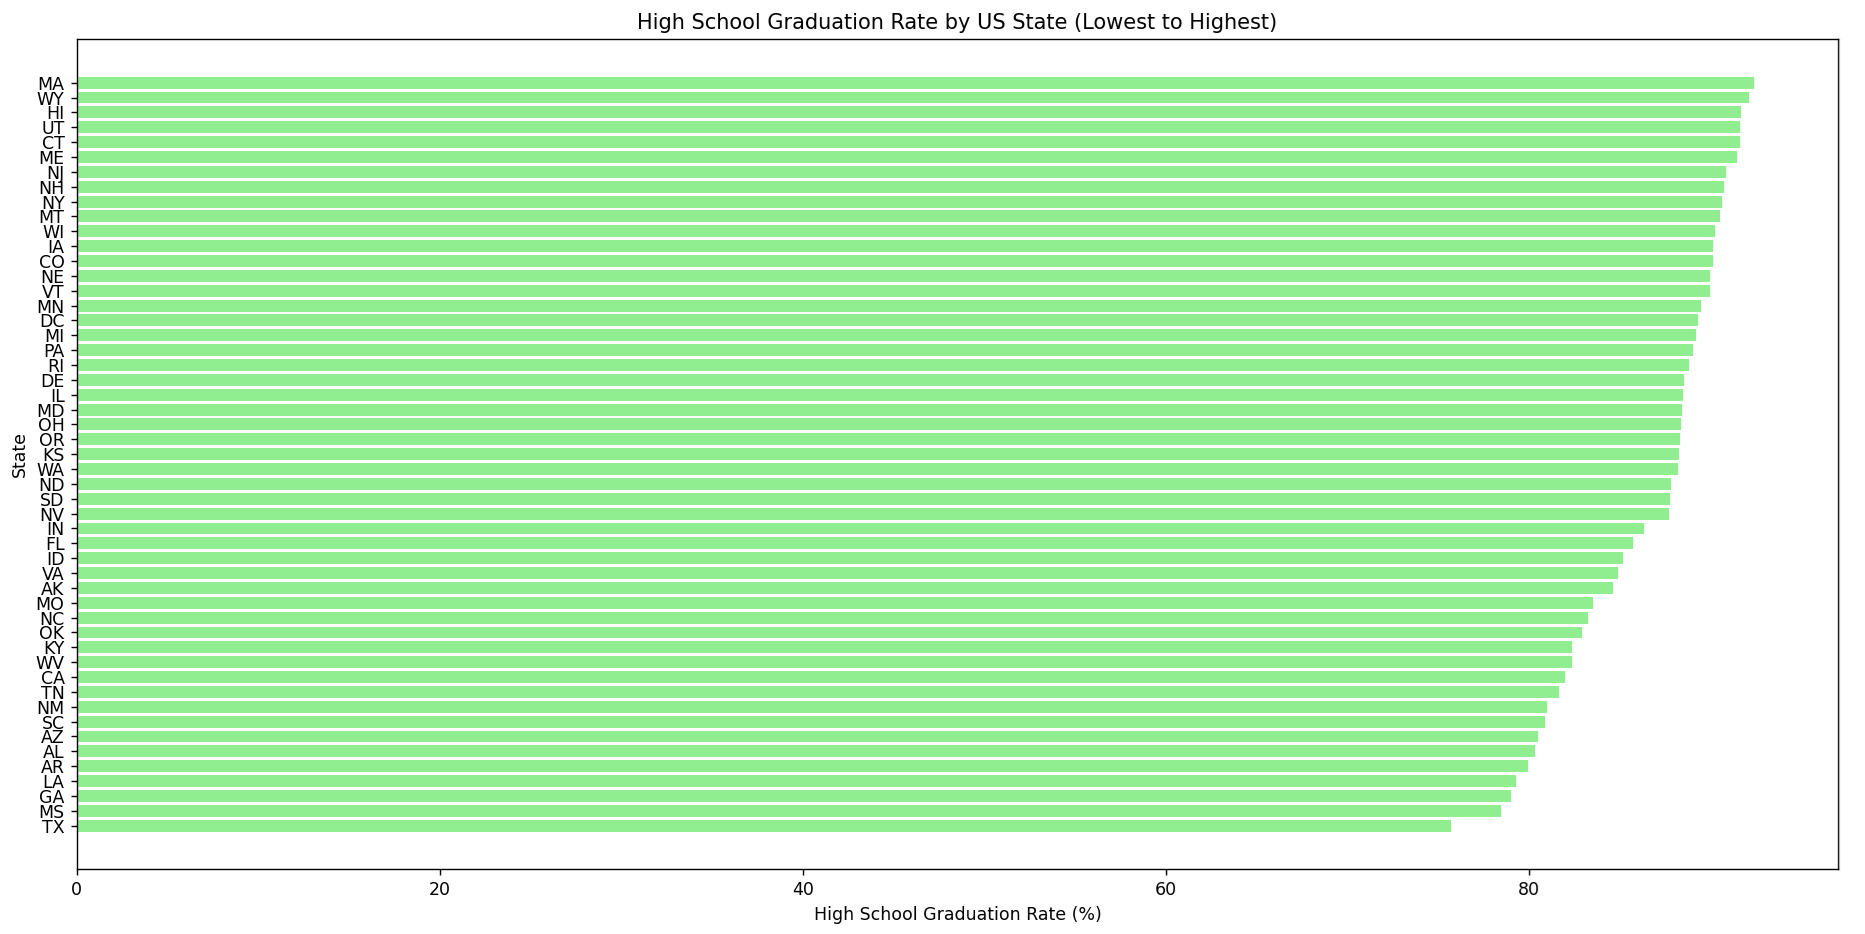 High School Graduation Rate by US State (Lowest to Highest)
State
MA
WY
HI
UT
CT
ME
NJ
NH
NY
MT
WI
IA
CO
NE
VT
MN
DC
MI
PA
RI
DE
IL
MD
OH
OR
KS
WA
ND
SD
NV
IN
FL
ID
VA
AK
MO
NC
OK
KY
WV
CA
TN
NM
SC
AZ
AL
AR
LA
GA
MS
TX
0 20 40 60 80
High School Graduation Rate (%)